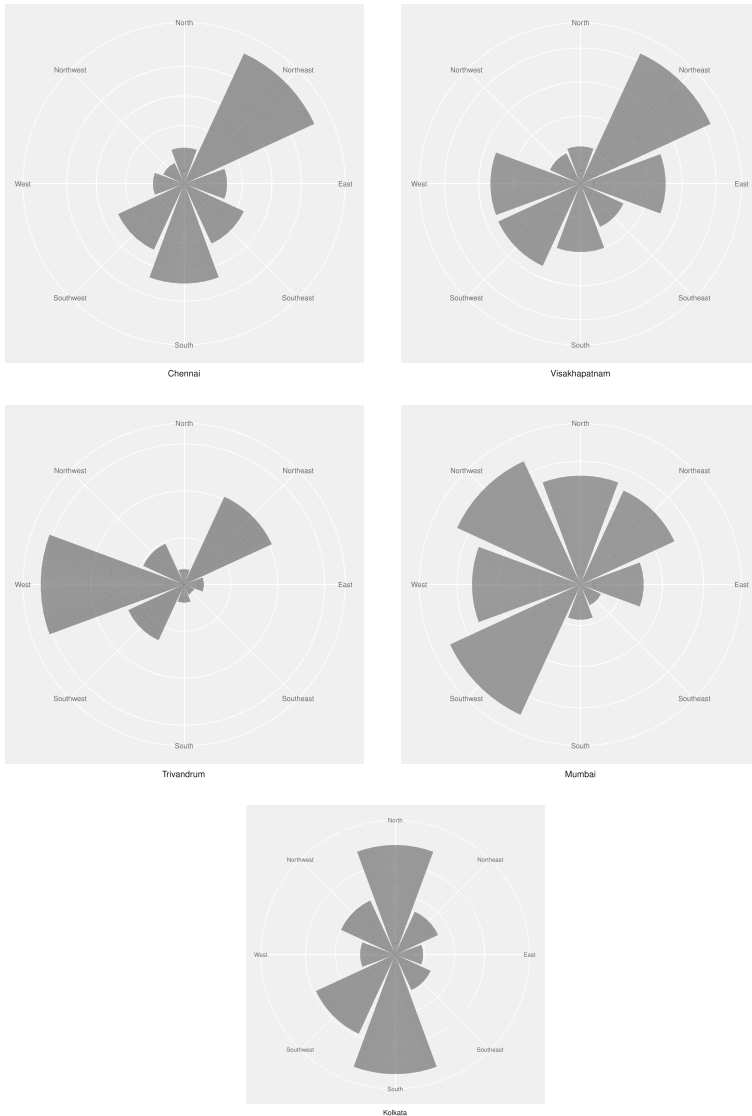 North
Northwest Northeast
West East
Southwest Southeast
South
Chennai
North
Northwest Northeast
West East
Southwest Southeast
South
Visakhapatnam
North
Northwest Northeast
West East
Southwest Southeast
South
Trivandrum
North
Northwest Northeast
West East
Southwest Southeast
South
Mumbai
North
Northwest Northeast
West East
Southwest Southeast
South
Kolkata